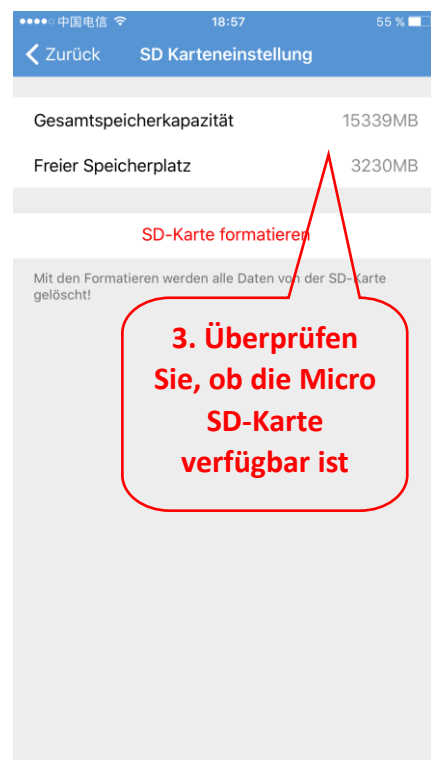 中国电信 18:57 55 %
Zurück SD Karteneinstellung
Gesamtspeicherkapazität 15339MB
Freier Speicherplatz 3230MB
SD-Karte formatieren
Mit den Formatieren werden alle Daten von der SD-Karte
gelöscht!
3. Überprüfen
Sie, ob die Micro
SD-Karte
verfügbar ist